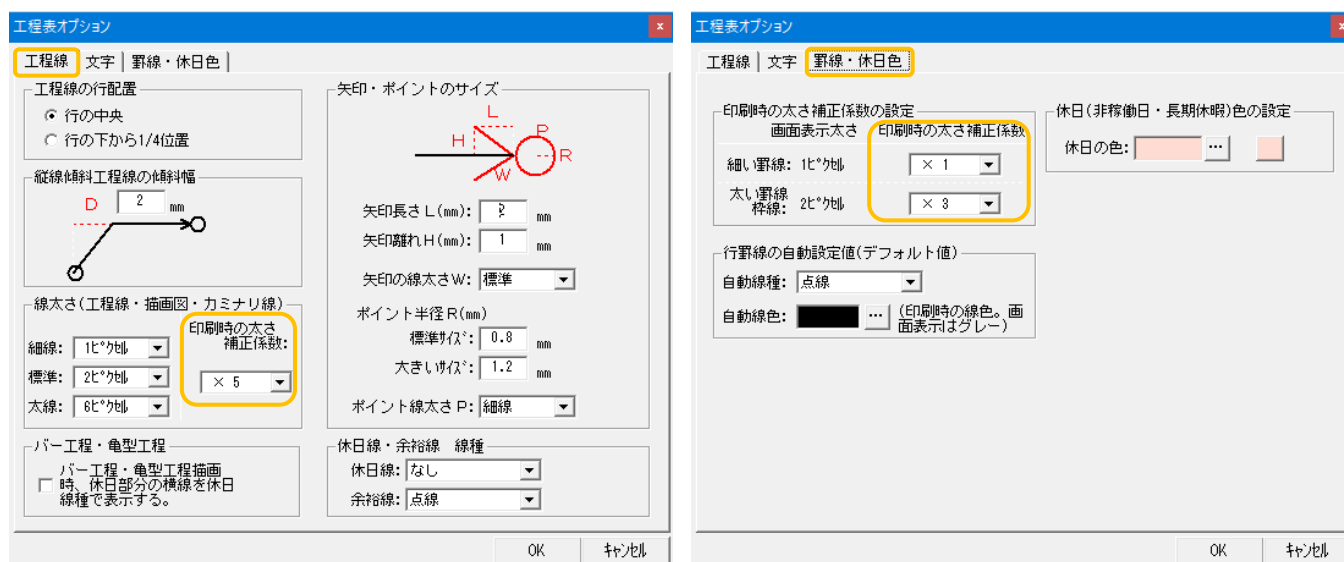 工程表オプション
x
工程線
文字
罫線・休日色
工程線の行配置
行の中央
行の下から1/4位置
縦線傾斜工程線の傾斜幅
D
2
mm
線太さ(工程線・描画図・カミナリ線)
印刷時の太さ
補正係数:
細線:
1ピクセル
標準:
2ピクセル
× 5
太線:
6ピクセル
バー工程・亀型工程
バー工程・亀型工程描画
時、休日部分の横線を休日
線種で表示する。
矢印・ポイントのサイズ
L
H
P
R
W
矢印長さL(mm):
mm
矢印離れH(mm):
1
mm
矢印の線太さW:
標準
ポイント半径R(mm)
標準サイズ:
0.8
mm
大きいサイズ:
1.2
mm
ポイント線太さP:
細線
休日線・余裕線 線種
休日線:
なし
余裕線:
点線
OK
キャンセル
工程表オプション
x
工程線
文字
罫線・休日色
印刷時の太さ補正係数の設定
画面表示太さ
印刷時の太さ補正係数
細い罫線:
1ピクセル
× 1
太い罫線
枠線:
2ピクセル
× 3
行罫線の自動設定値(デフォルト値)
自動線種:
点線
自動線色:
...
(印刷時の線色。画
面表示はグレー)
休日(非稼働日・長期休暇)色の設定
休日の色:
...
OK
キャンセル